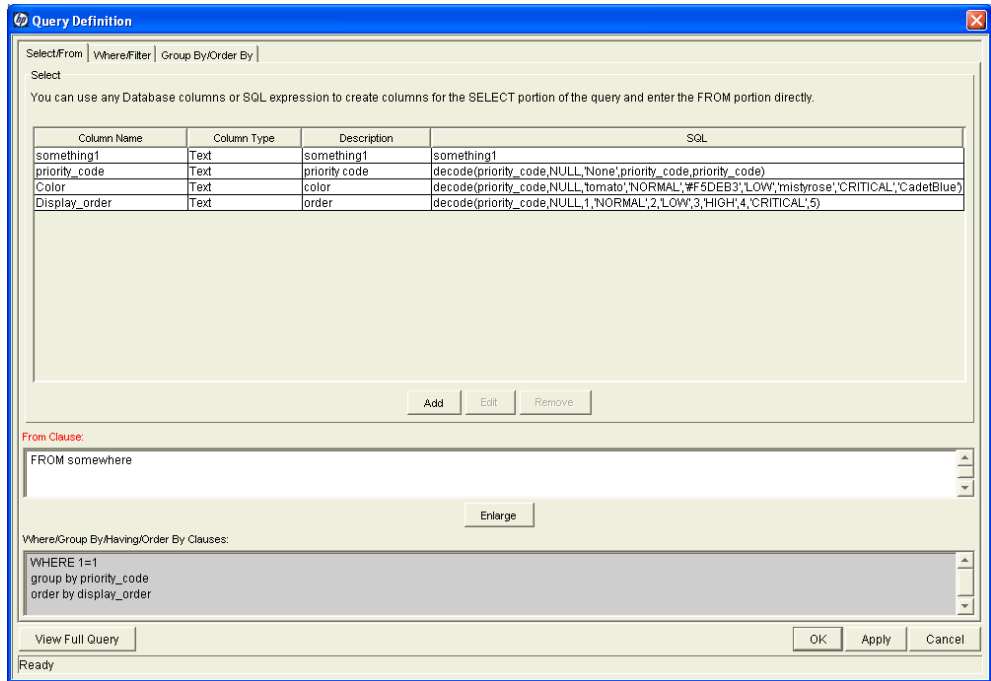 Query Definition
Select/From Where/Filter Group By/Order By
Select
You can use any Database columns or SQL expression to create columns for the SELECT portion of the query and enter the FROM portion directly.
Column Name Column Type Description SQL
something1 Text something1 something1
priority_code Text priority code decode(priority_code,NULL,'None',priority_code,priority_code)
Color Text color decode(priority_code,NULL,'tomato','NORMAL','#F5DEB3','LOW','mistyrose','CRITICAL','CadetBlue')
Display_order Text order decode(priority_code,NULL,1,'NORMAL',2,'LOW',3,'HIGH',4,'CRITICAL',5)
Add Edit Remove
From Clause:
FROM somewhere
Enlarge
Where/Group By/Having/Order By Clauses:
WHERE 1=1
group by priority_code
order by display_order
View Full Query OK Apply Cancel
Ready